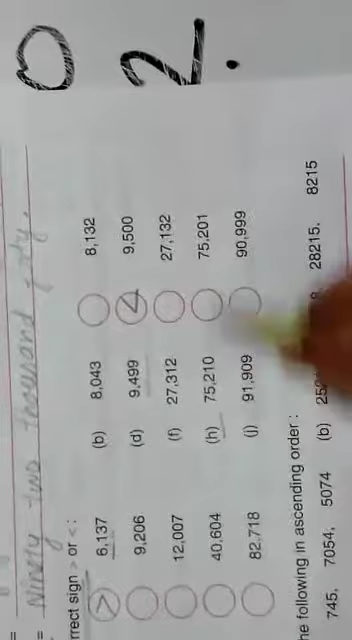 0 2.
= Ninety two thousand forty.
rrect sign > or < :
> 6,137 (b) 8,043 8,132
9,206 (d) 9,499 < 9,500
12,007 (f) 27,312 27,132
40,604 (h) 75,210 75,201
82,718 (j) 91,909 90,999
he following in ascending order :
745, 7054, 5074 (b) 28215, 8215